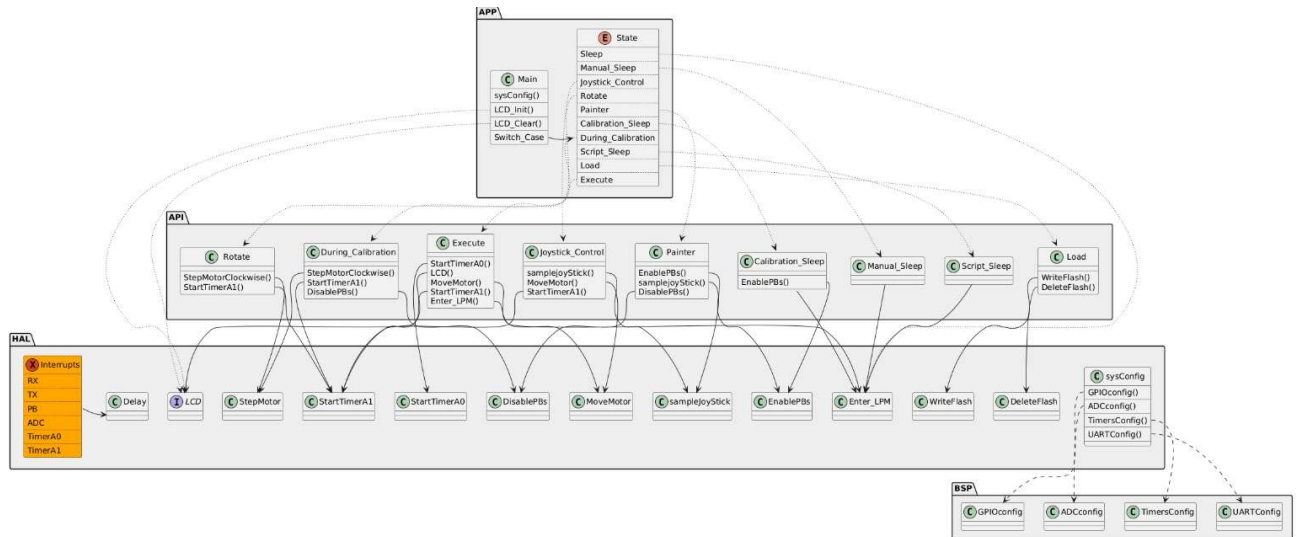 APP
E State
Sleep
Manual_Sleep
Joystick_Control
Rotate
Painter
Calibration_Sleep
During_Calibration
Script_Sleep
Load
Execute
C Main
sysConfig()
LCD_Init()
LCD_Clear()
Switch_Case
API
C Rotate
StepMotorClockwise()
StartTimerA1()
C During_Calibration
StepMotorClockwise()
StartTimerA1()
DisablePBs()
C Execute
StartTimerA0()
LCD()
MoveMotor()
StartTimerA1()
Enter_LPM()
C Joystick_Control
samplejoyStick()
MoveMotor()
StartTimerA1()
C Painter
EnablePBs()
samplejoyStick()
DisablePBs()
C Calibration_Sleep
EnablePBs()
C Manual_Sleep
C Script_Sleep
C Load
WriteFlash()
DeleteFlash()
HAL
X Interrupts
RX
TX
PB
ADC
TimerA0
TimerA1
C Delay
I LCD
C StepMotor
C StartTimerA1
C StartTimerA0
C DisablePBs
C MoveMotor
C sampleJoyStick
C EnablePBs
C Enter_LPM
C WriteFlash
C DeleteFlash
C sysConfig
GPIOconfig()
ADCconfig()
TimersConfig()
UARTConfig()
BSP
C GPIOconfig
C ADCconfig
C TimersConfig
C UARTConfig